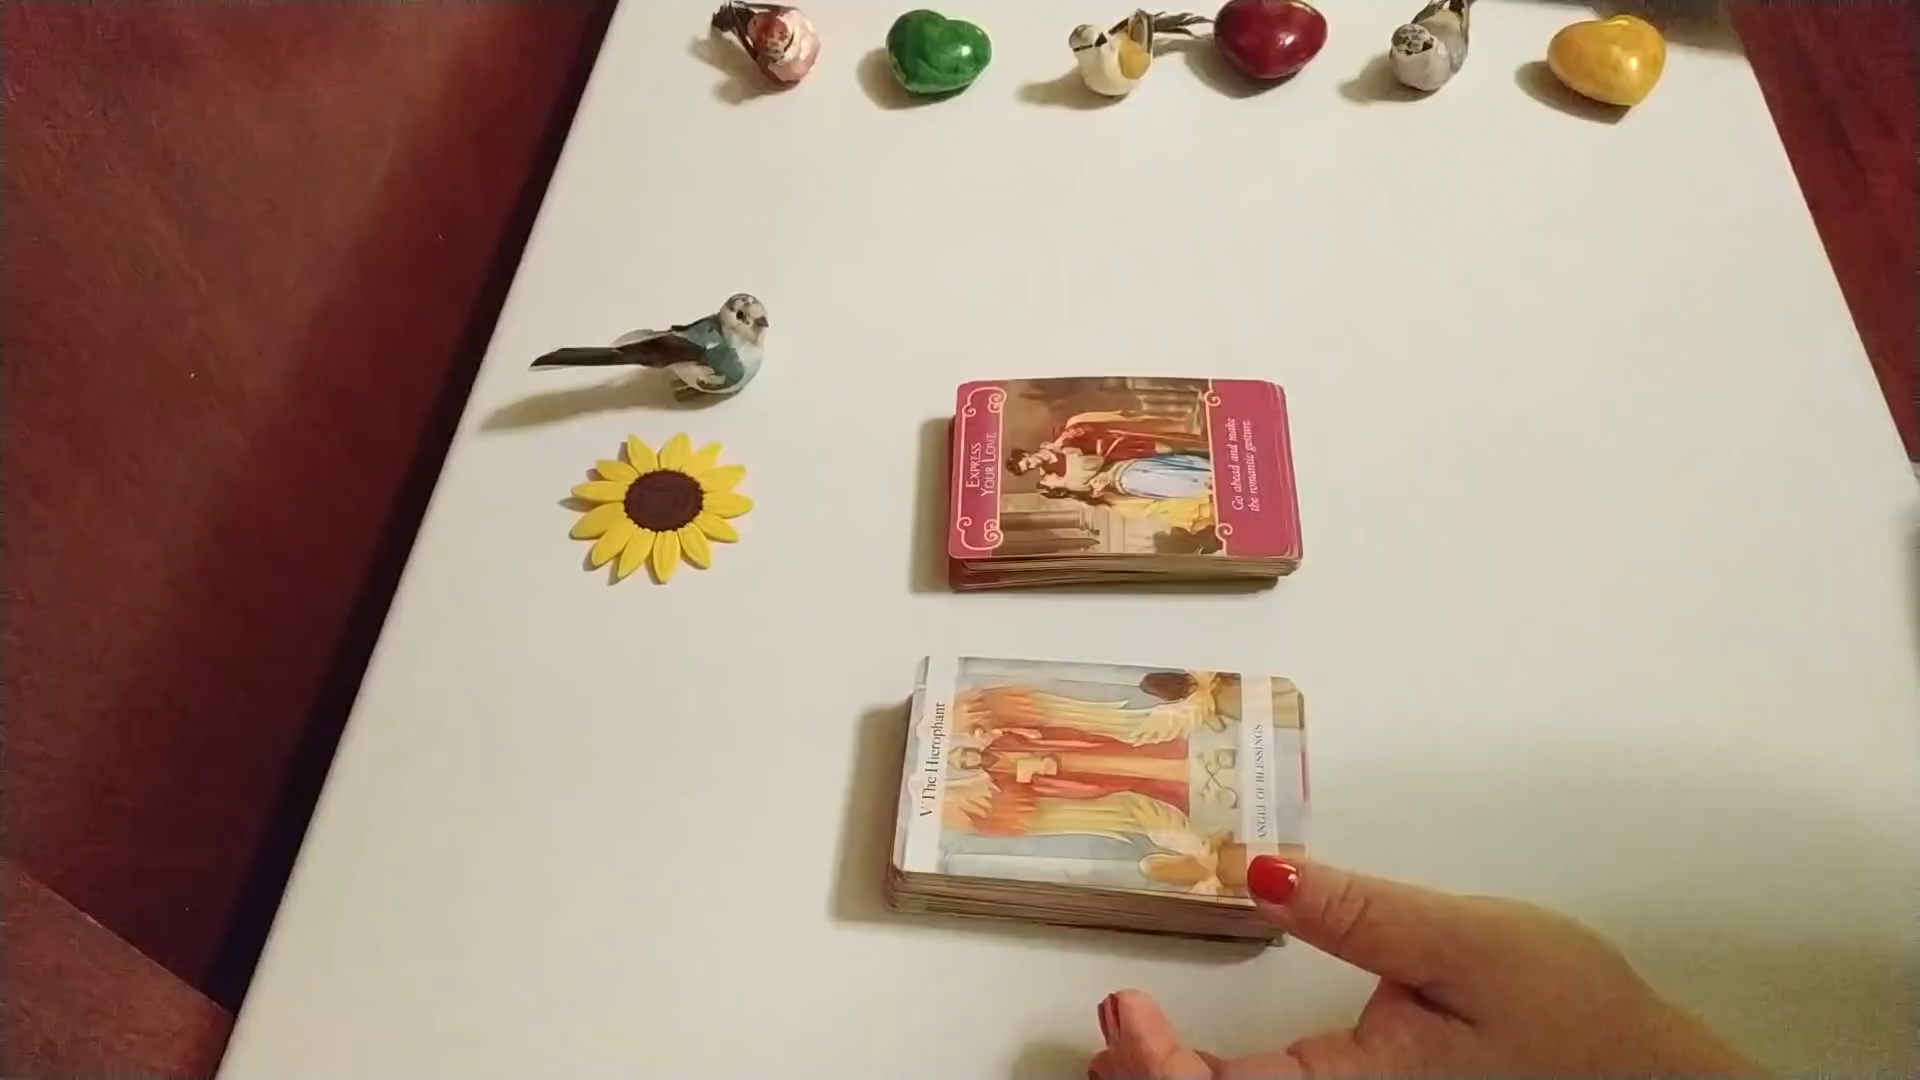 EXPRESS
YOUR LOVE
Go ahead and make
the romantic gesture.
V The Hierophant
ANGEL OF BLESSINGS